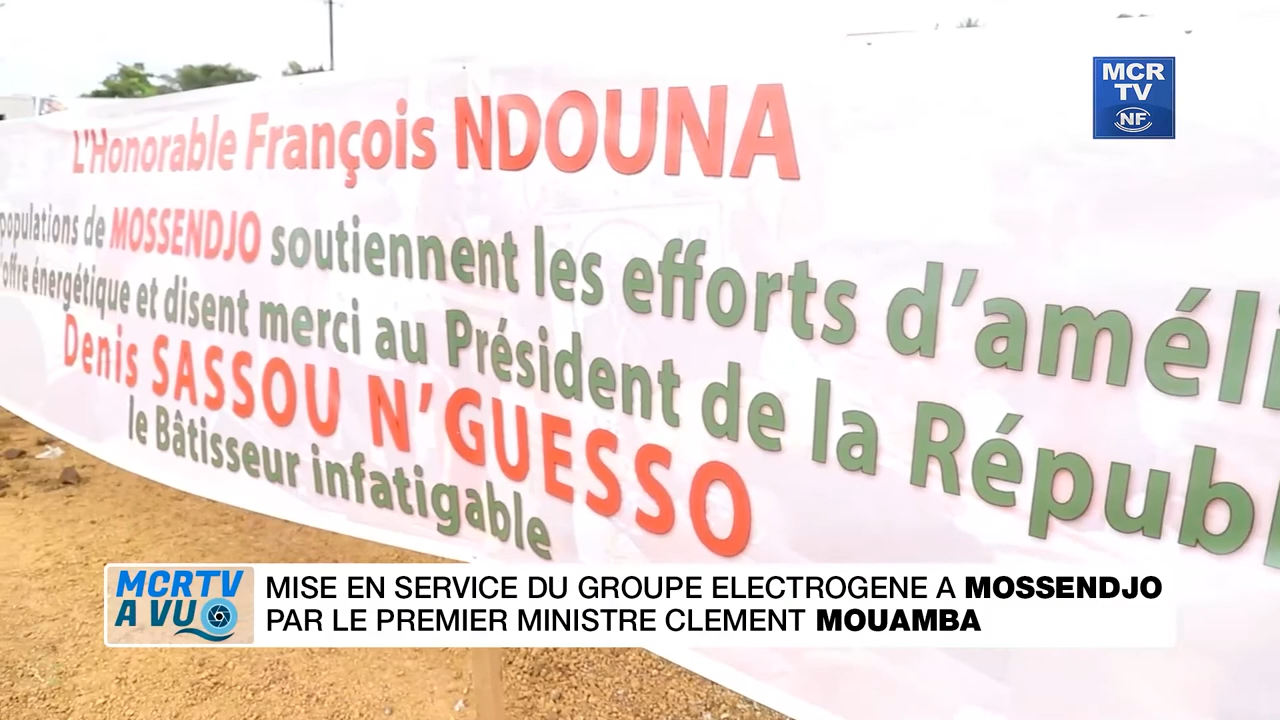 MCR
TV
NF
L'Honorable François NDOUNA
populations de MOSSENDJO soutiennent les efforts d'améli
l'offre énergétique et disent merci au Président de la Républ
Denis SASSOU N'GUESSO
le Bâtisseur infatigable
MCRTV
A VU
MISE EN SERVICE DU GROUPE ELECTROGENE A MOSSENDJO
PAR LE PREMIER MINISTRE CLEMENT MOUAMBA